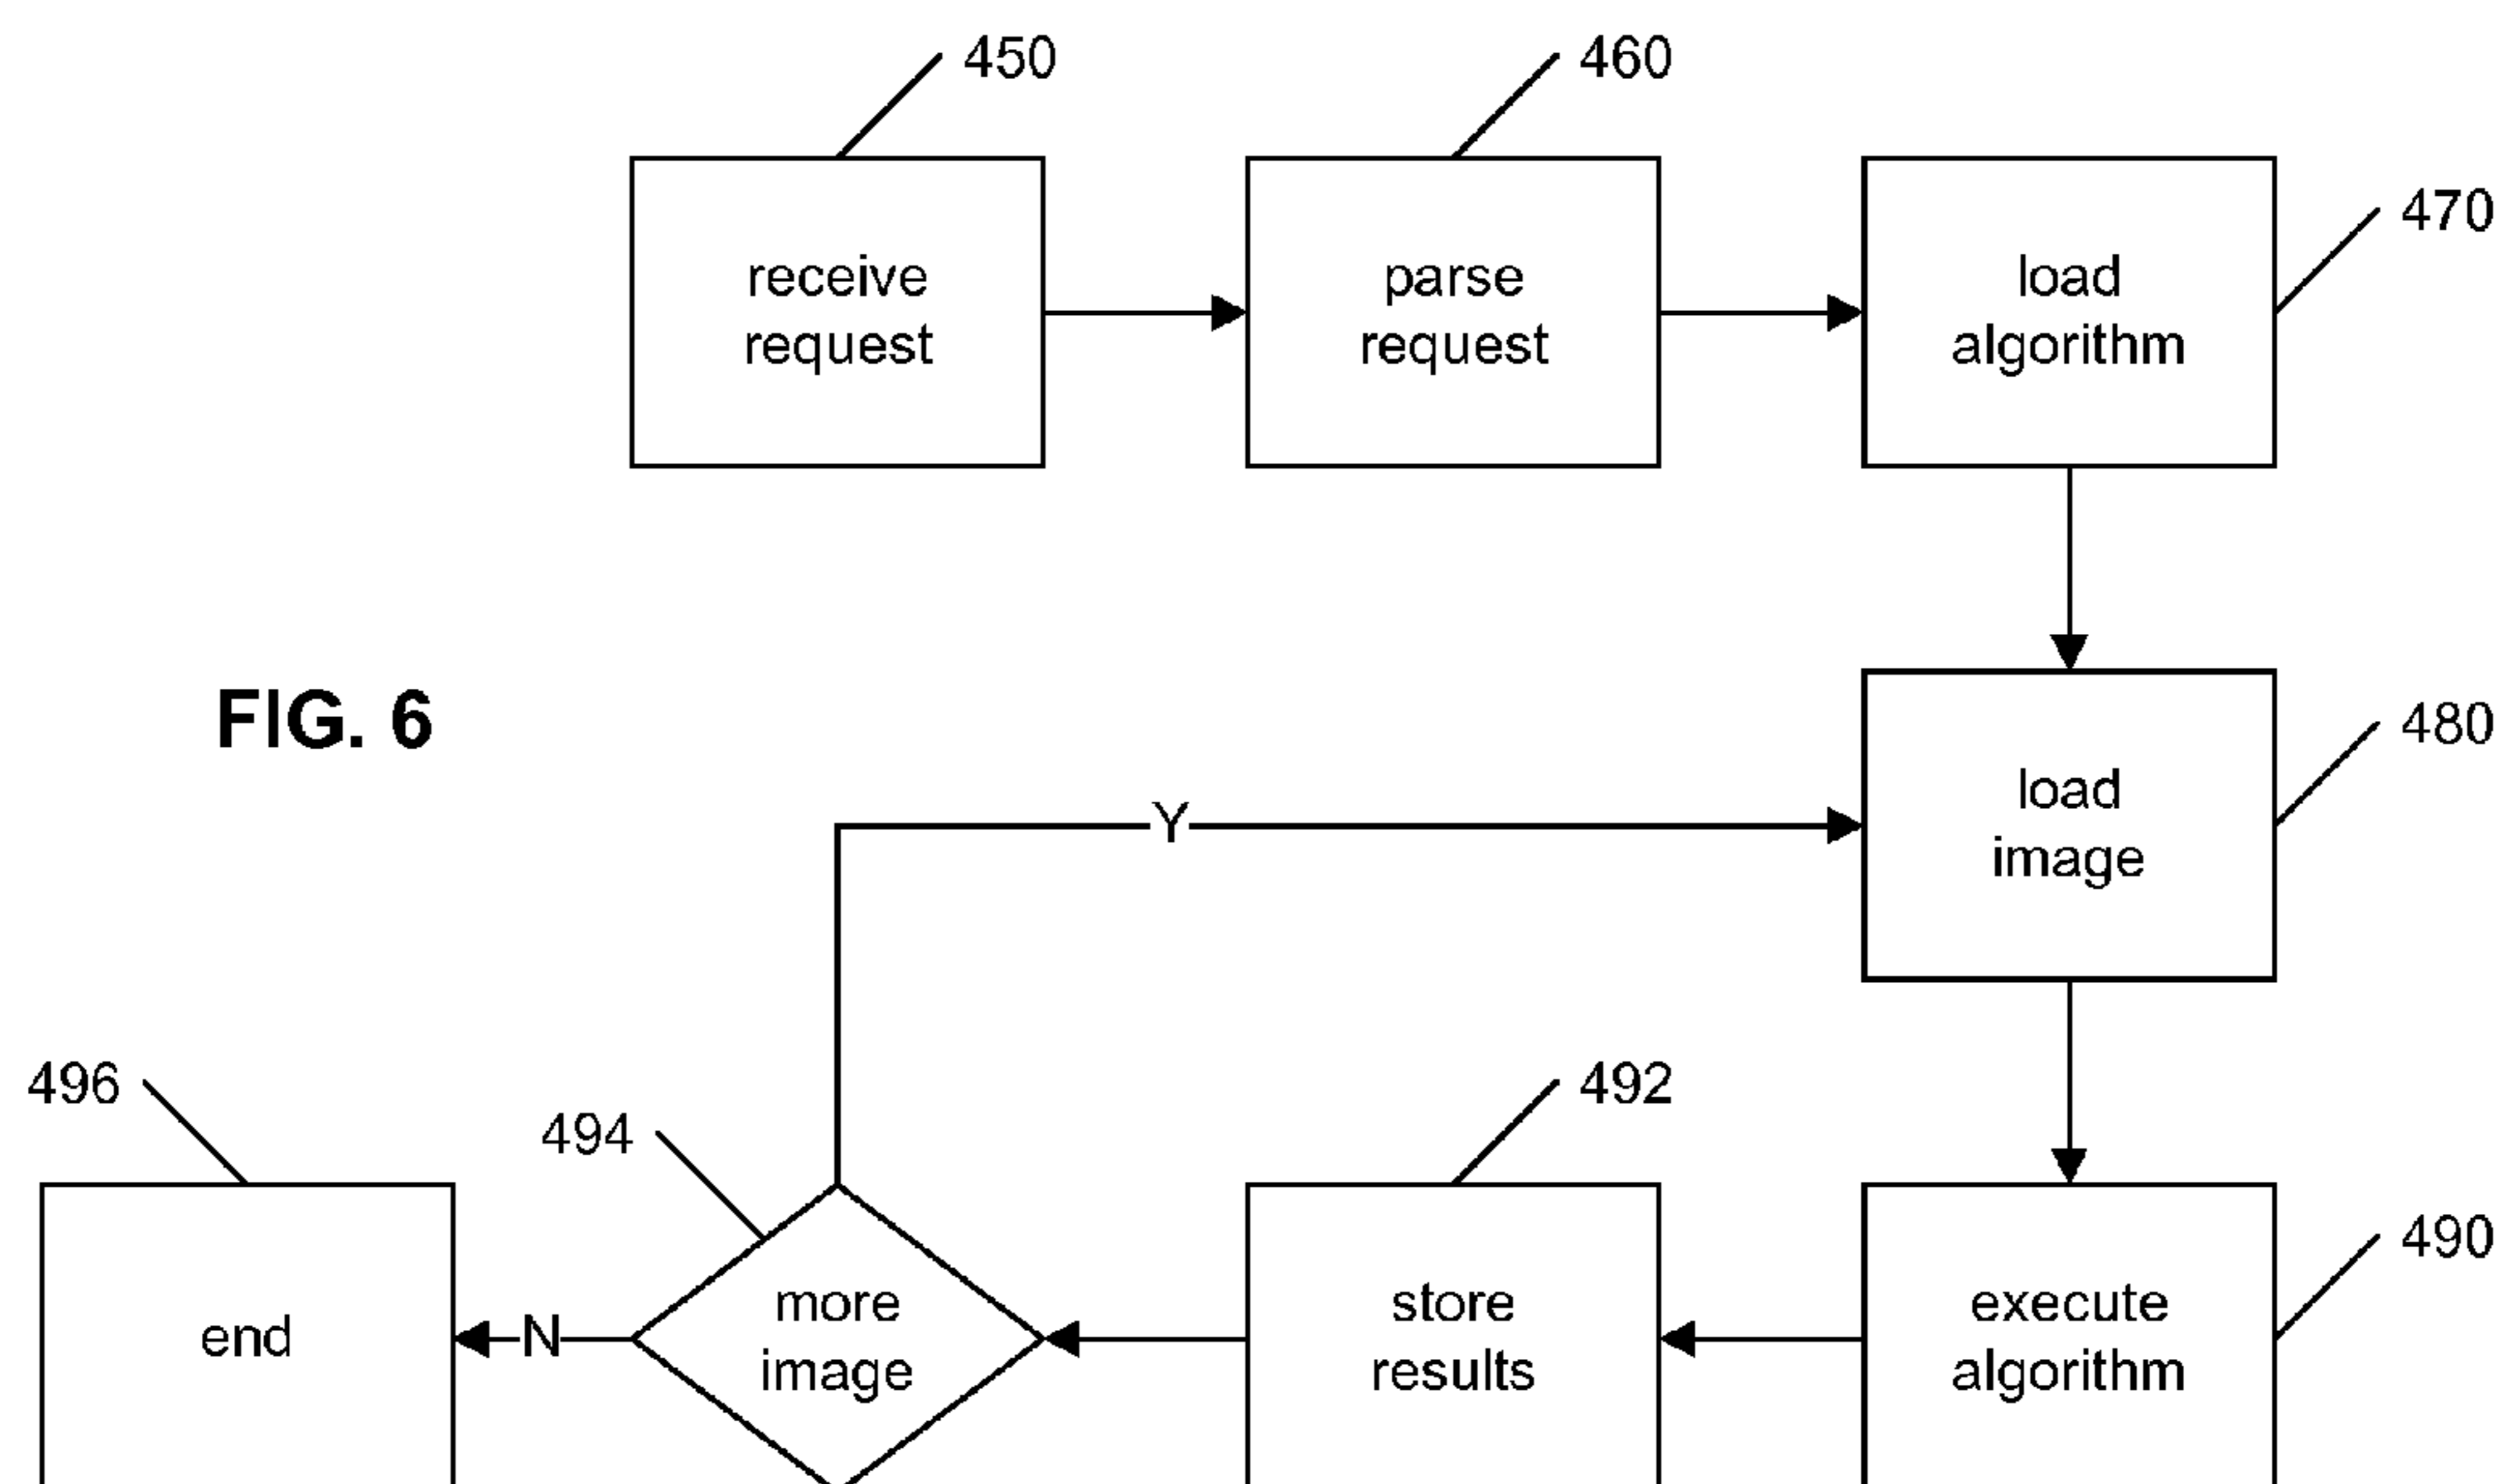 450
460
receive
request
parse
request
load
algorithm
470
FIG. 6
480
load
image
Y
496
494
492
490
end
N
more
image
store
results
execute
algorithm